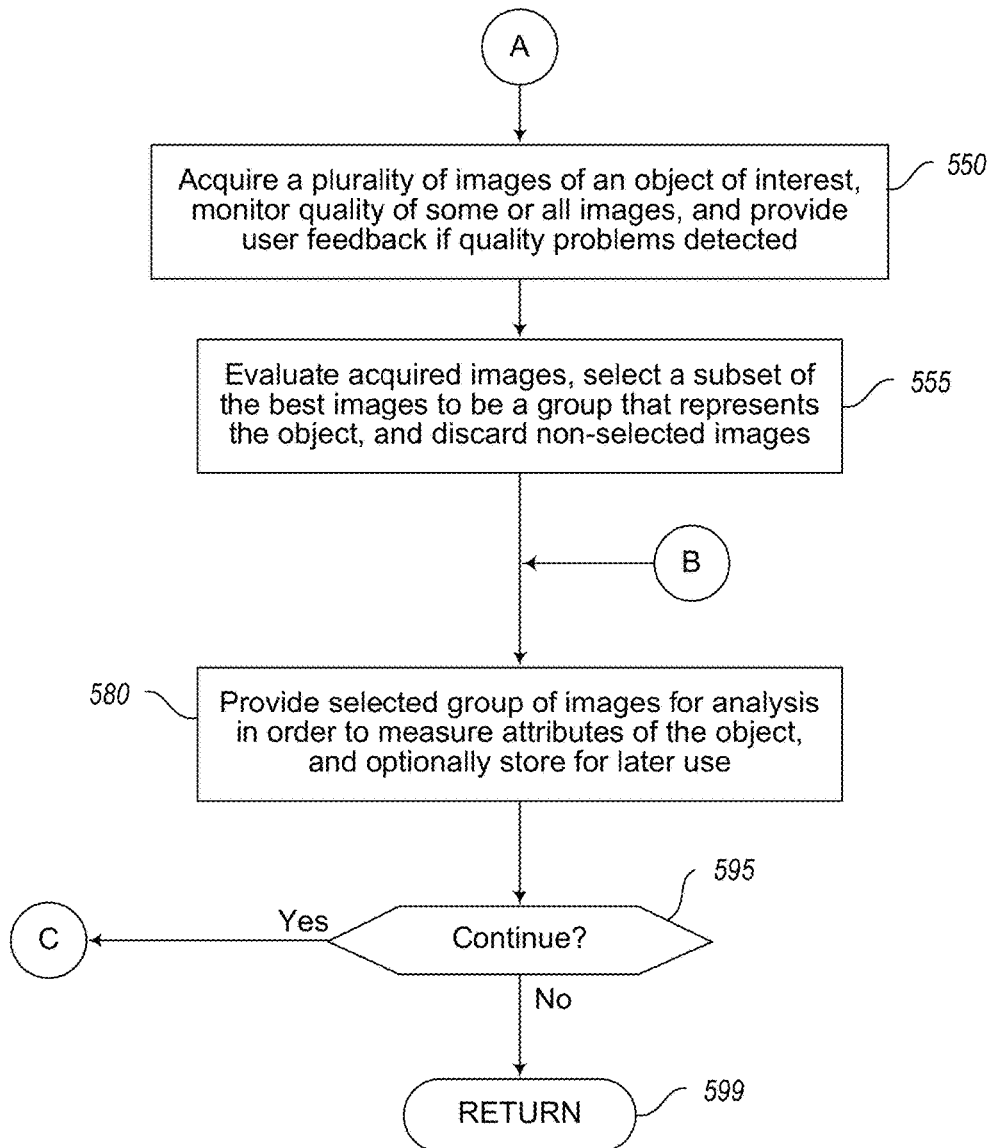 A
550
Acquire a plurality of images of an object of interest,
monitor quality of some or all images, and provide
user feedback if quality problems detected
555
Evaluate acquired images, select a subset of
the best images to be a group that represents
the object, and discard non-selected images
B
580
Provide selected group of images for analysis
in order to measure attributes of the object,
and optionally store for later use
595
C
Yes
Continue?
No
RETURN
599